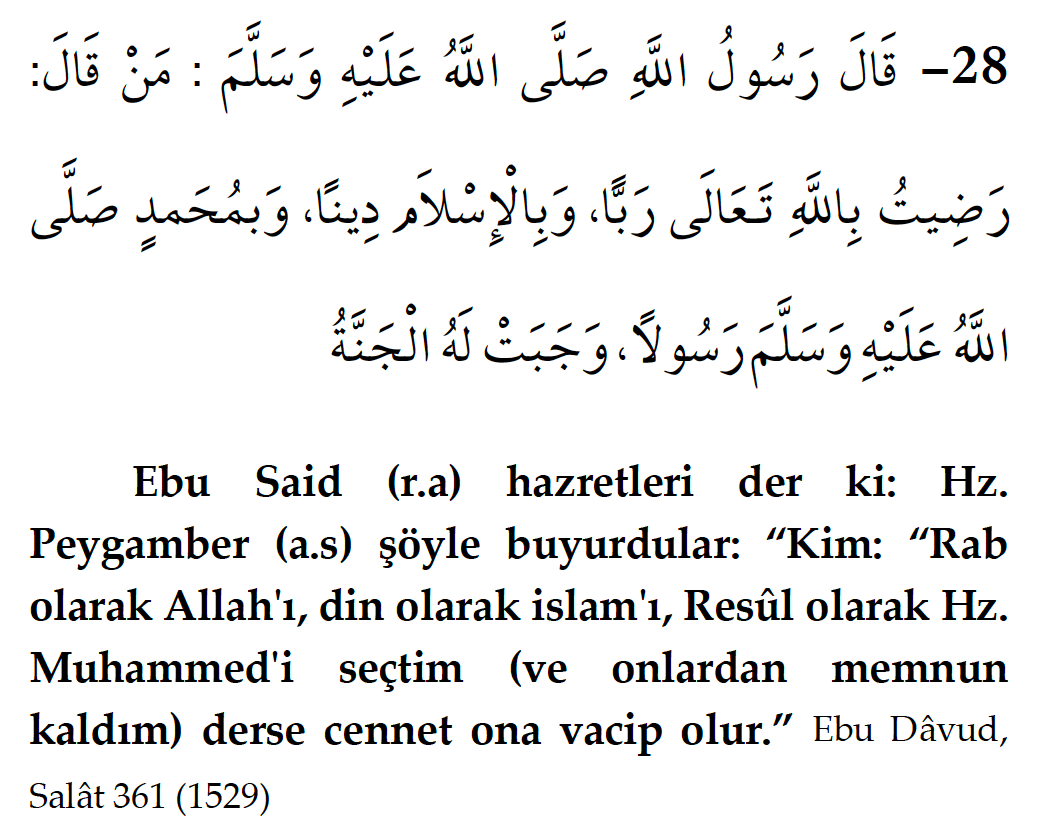 28- قَالَ رَسُولُ اللَّهِ صَلَّى اللَّهُ عَلَيْهِ وَسَلَّمَ : مَنْ قَالَ:
رَضِيتُ بِاللَّهِ تَعَالَى رَبًّا، وَبِالْإِسْلاَمِ دِينًا، وَبِمُحَمدٍ صَلَّى
اللَّهُ عَلَيْهِ وَسَلَّمَ رَسُولاً، وَجَبَتْ لَهُ الْجَنَّةُ
Ebu Said (r.a) hazretleri der ki: Hz.
Peygamber (a.s) şöyle buyurdular: “Kim: “Rab
olarak Allah'ı, din olarak islam'ı, Resûl olarak Hz.
Muhammed'i seçtim (ve onlardan memnun
kaldım) derse cennet ona vacip olur.” Ebu Dâvud,
Salât 361 (1529)